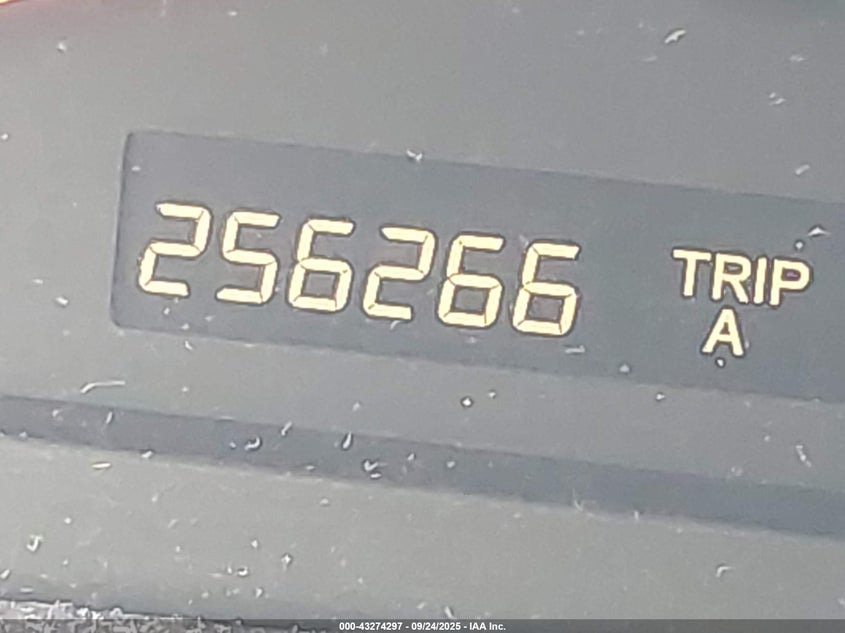 256266 TRIP
A
000-43274297 - 09/24/2025 - IAA Inc.